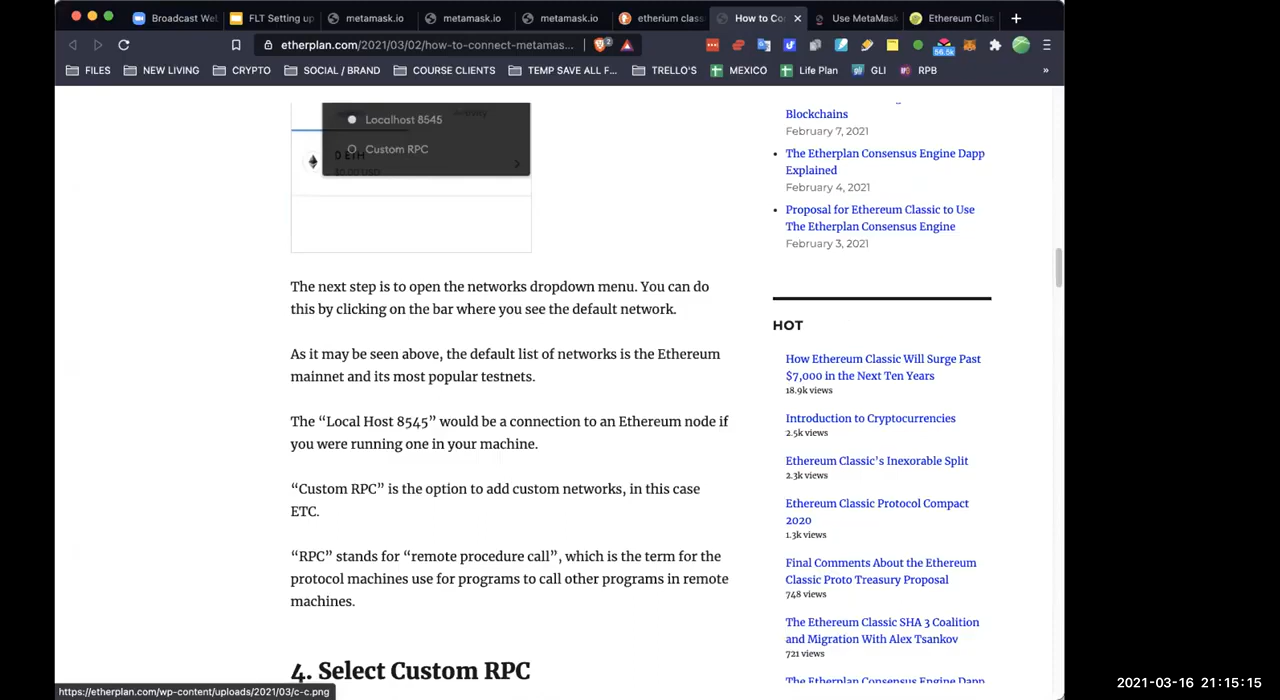 Broadcast Wel
FLT Setting up
metamask.io
metamask.io
metamask.io
etherium class
How to Co
Use MetaMask
Ethereum Clas
etherplan.com/2021/03/02/how-to-connect-metamas...
2
56.5k
FILES
NEW LIVING
CRYPTO
SOCIAL / BRAND
COURSE CLIENTS
TEMP SAVE ALL F...
TRELLO'S
MEXICO
Life Plan
GLI
RPB
»
Localhost 8545
Custom RPC
0 ETH
$0.00 USD
The next step is to open the networks dropdown menu. You can do
this by clicking on the bar where you see the default network.
As it may be seen above, the default list of networks is the Ethereum
mainnet and its most popular testnets.
The “Local Host 8545” would be a connection to an Ethereum node if
you were running one in your machine.
“Custom RPC” is the option to add custom networks, in this case
ETC.
“RPC” stands for “remote procedure call”, which is the term for the
protocol machines use for programs to call other programs in remote
machines.
4. Select Custom RPC
Blockchains
February 7, 2021
The Etherplan Consensus Engine Dapp
Explained
February 4, 2021
Proposal for Ethereum Classic to Use
The Etherplan Consensus Engine
February 3, 2021
HOT
How Ethereum Classic Will Surge Past
$7,000 in the Next Ten Years
18.9k views
Introduction to Cryptocurrencies
2.5k views
Ethereum Classic’s Inexorable Split
2.3k views
Ethereum Classic Protocol Compact
2020
1.3k views
Final Comments About the Ethereum
Classic Proto Treasury Proposal
748 views
The Ethereum Classic SHA 3 Coalition
and Migration With Alex Tsankov
721 views
The Etherplan Consensus Engine Dapp
https://etherplan.com/wp-content/uploads/2021/03/c-c.png
2021-03-16 21:15:15